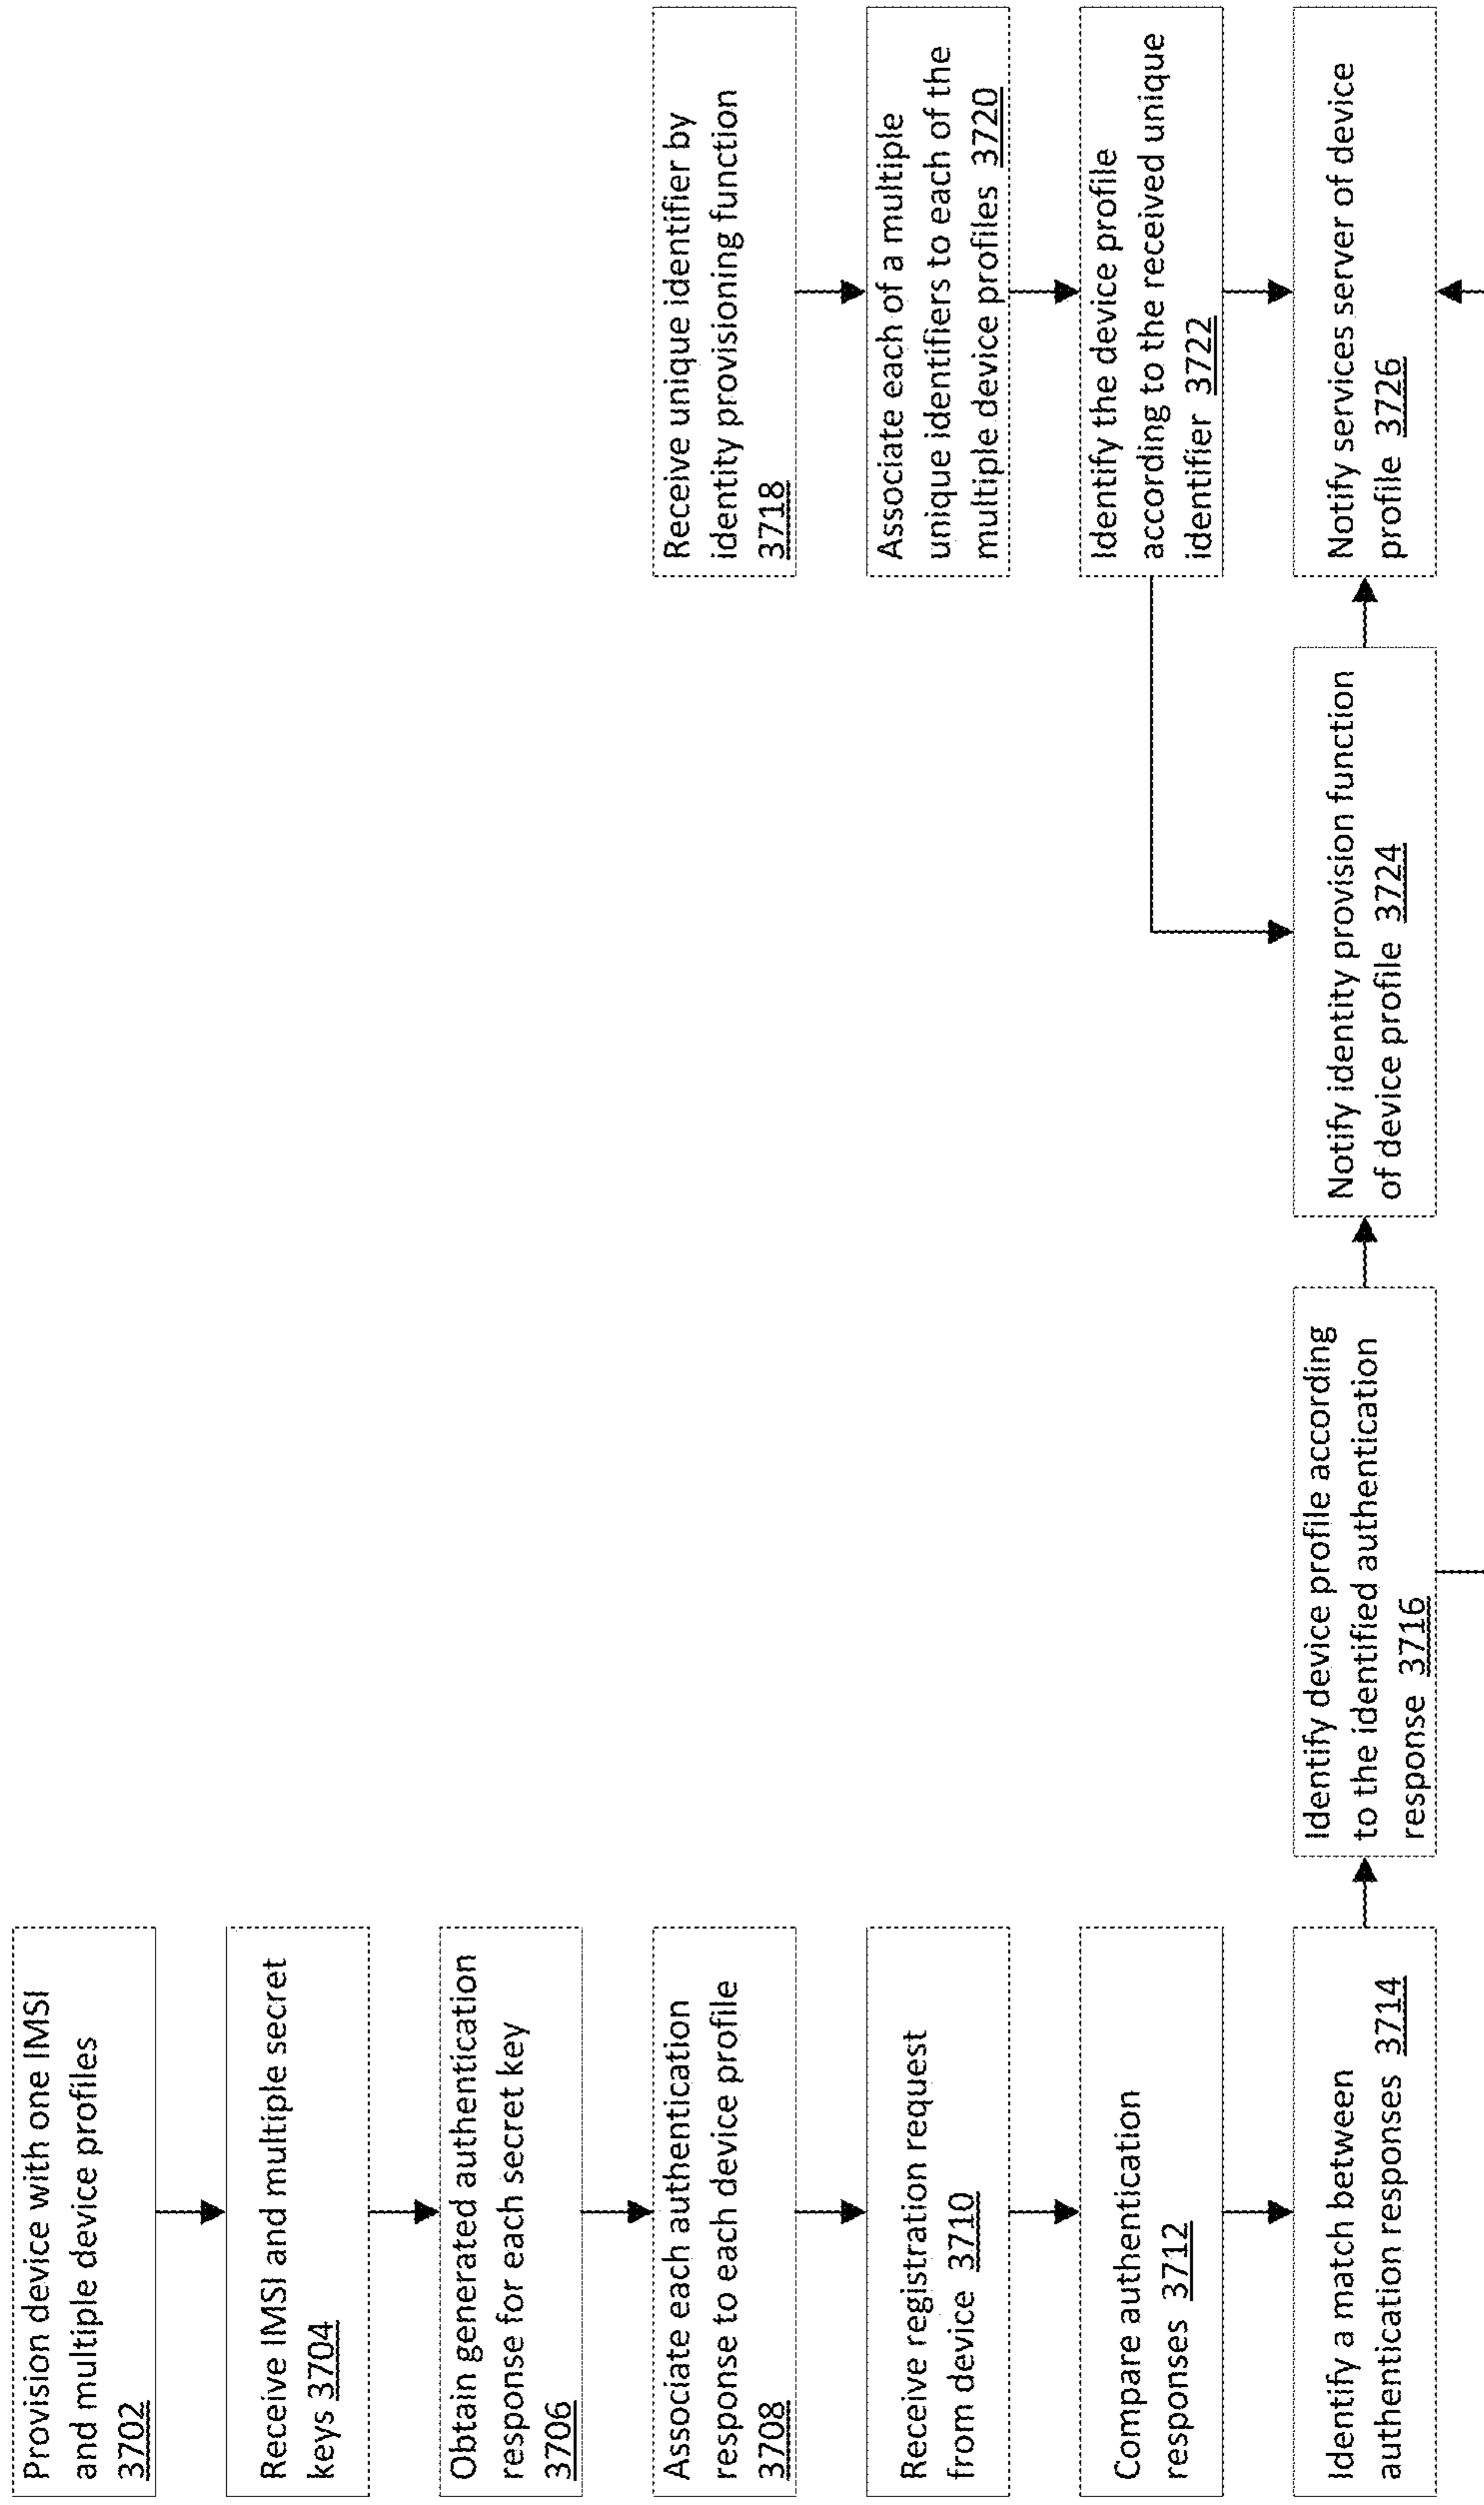 Provision device with one IMSI
and multiple device profiles
3702
Receive IMSI and multiple secret
keys 3704
Obtain generated authentication
response for each secret key
3706
Associate each authentication
response to each device profile
3708
Receive registration request
from device 3710
Compare authentication
responses 3712
Identify a match between
authentication responses 3714
Identify device profile according
to the identified authentication
response 3716
Receive unique identifier by
identity provisioning function
3718
Associate each of a multiple
unique identifiers to each of the
multiple device profiles 3720
Identify the device profile
according to the received unique
identifier 3722
Notify identity provision function
of device profile 3724
Notify services server of device
profile 3726